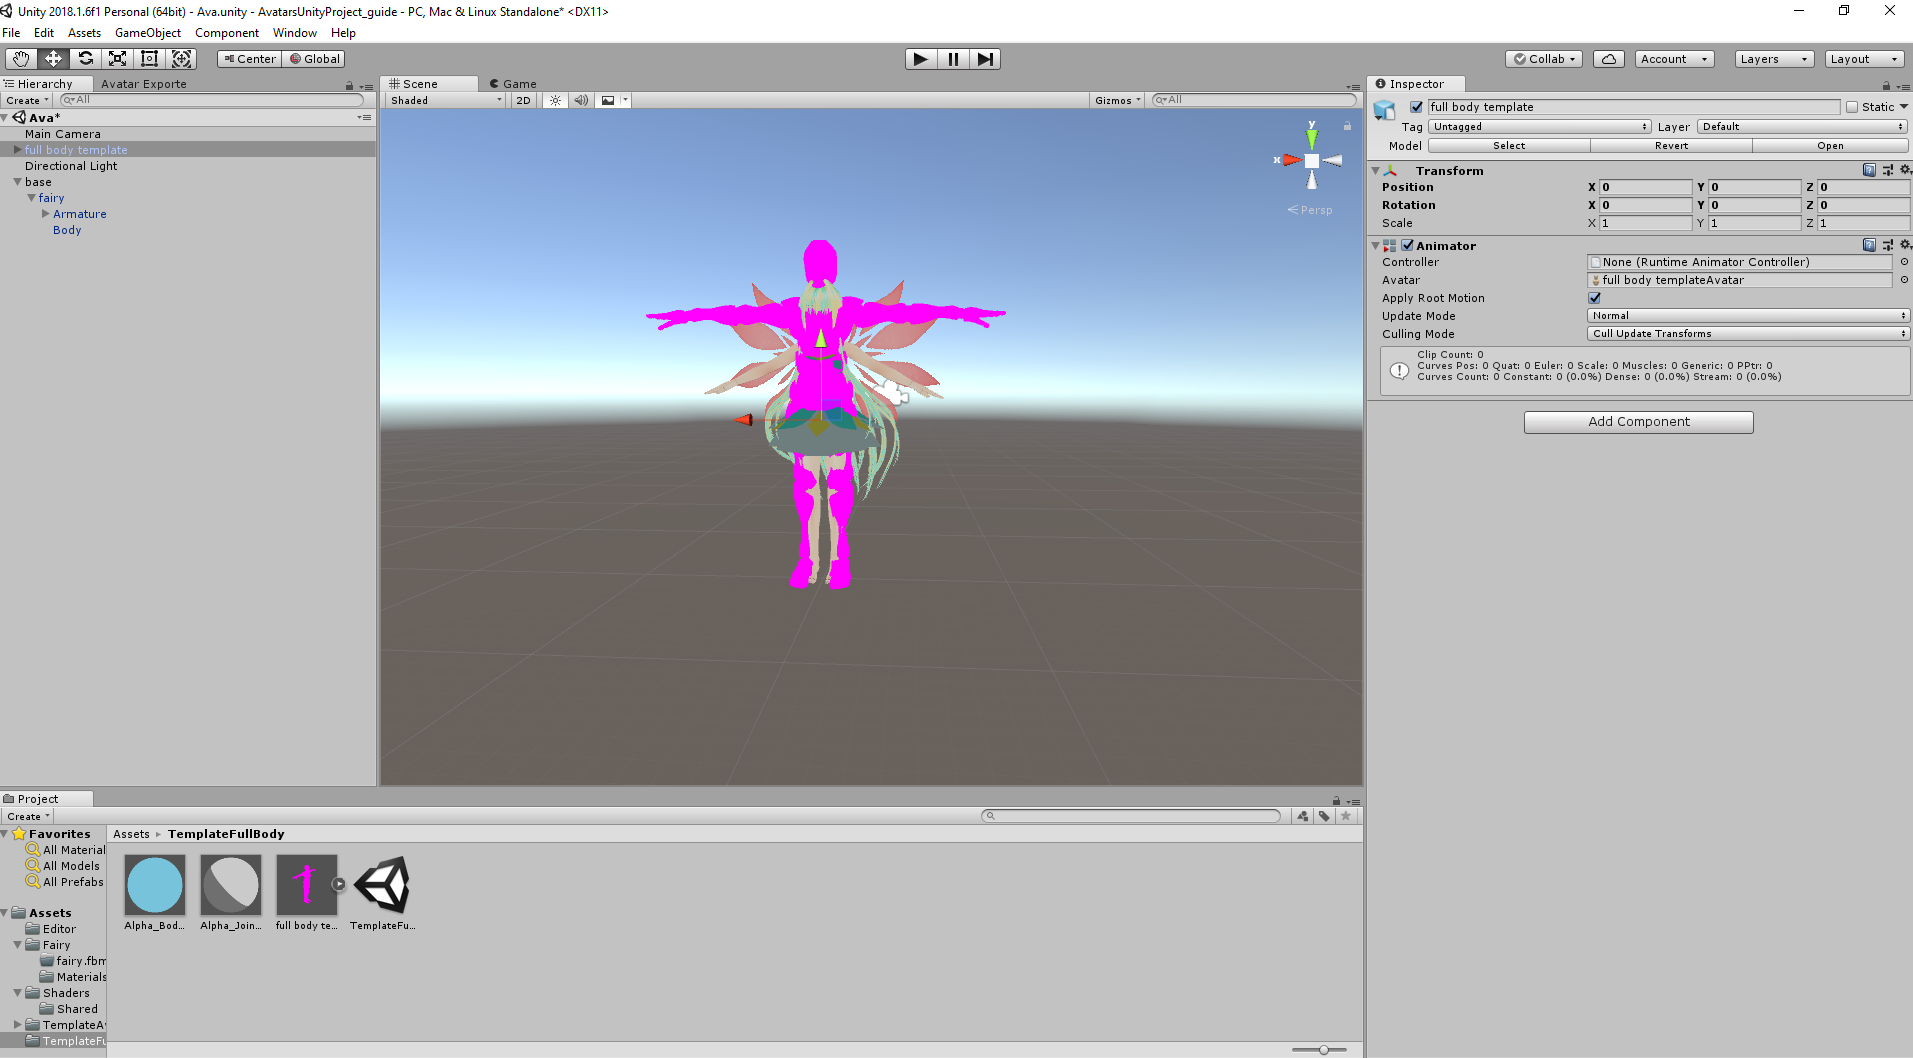 Unity 2018.1.6f1 Personal (64bit) - Ava.unity - AvatarsUnityProject_guide - PC, Mac & Linux Standalone* <DX11>
File Edit Assets GameObject Component Window Help
Center Global Collab Account Layers Layout
Hierarchy Avatar Exporte
Create All
Ava*
Main Camera
full body template
Directional Light
base
fairy
Armature
Body
Scene Game
Shaded 2D Gizmos All
y
x
Persp
Inspector
full body template Static
Tag Untagged Layer Default
Model Select Revert Open
Transform
Position X 0 Y 0 Z 0
Rotation X 0 Y 0 Z 0
Scale X 1 Y 1 Z 1
Animator
Controller None (Runtime Animator Controller)
Avatar full body templateAvatar
Apply Root Motion
Update Mode Normal
Culling Mode Cull Update Transforms
Clip Count: 0
Curves Pos: 0 Quat: 0 Euler: 0 Scale: 0 Muscles: 0 Generic: 0 PPtr: 0
Curves Count: 0 Constant: 0 (0.0%) Dense: 0 (0.0%) Stream: 0 (0.0%)
Add Component
Project
Create
Favorites
All Material
All Models
All Prefabs
Assets
Editor
Fairy
fairy.fbm
Materials
Shaders
Shared
TemplateAv
TemplateFu
Assets TemplateFullBody
Alpha_Bod... Alpha_Join... full body te... TemplateFu...